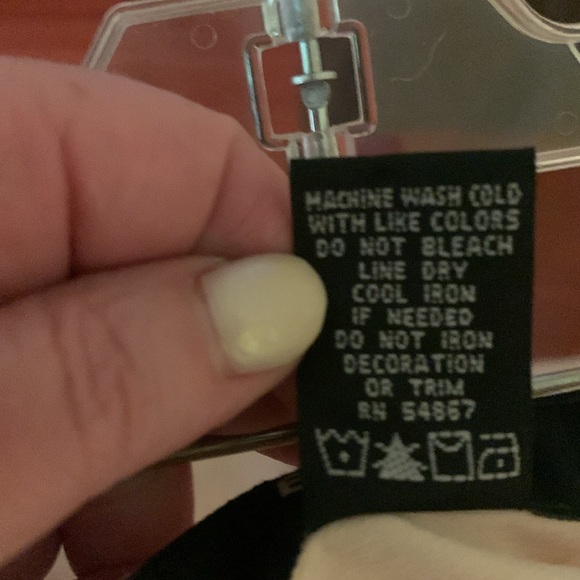 MACHINE WASH COLD
WITH LIKE COLORS
DO NOT BLEACH
LINE DRY
COOL IRON
IF NEEDED
DO NOT IRON
DECORATION
OR TRIM
RN 54867